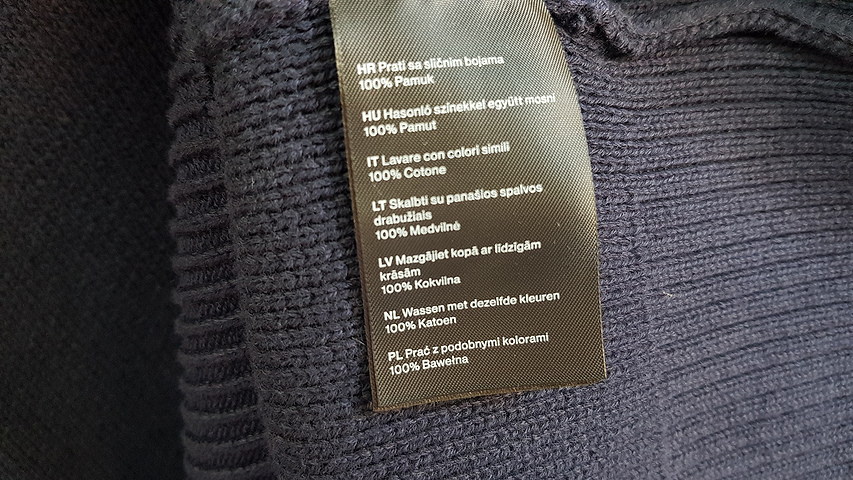 HR Prati sa sličnim bojama
100% Pamuk
HU Hasonló színekkel együtt mosni
100% Pamut
IT Lavare con colori simili
100% Cotone
LT Skalbti su panašios spalvos
drabužiais
100% Medvilnė
LV Mazgājiet kopā ar līdzīgām
krāsām
100% Kokvilna
NL Wassen met dezelfde kleuren
100% Katoen
PL Prać z podobnymi kolorami
100% Bawełna